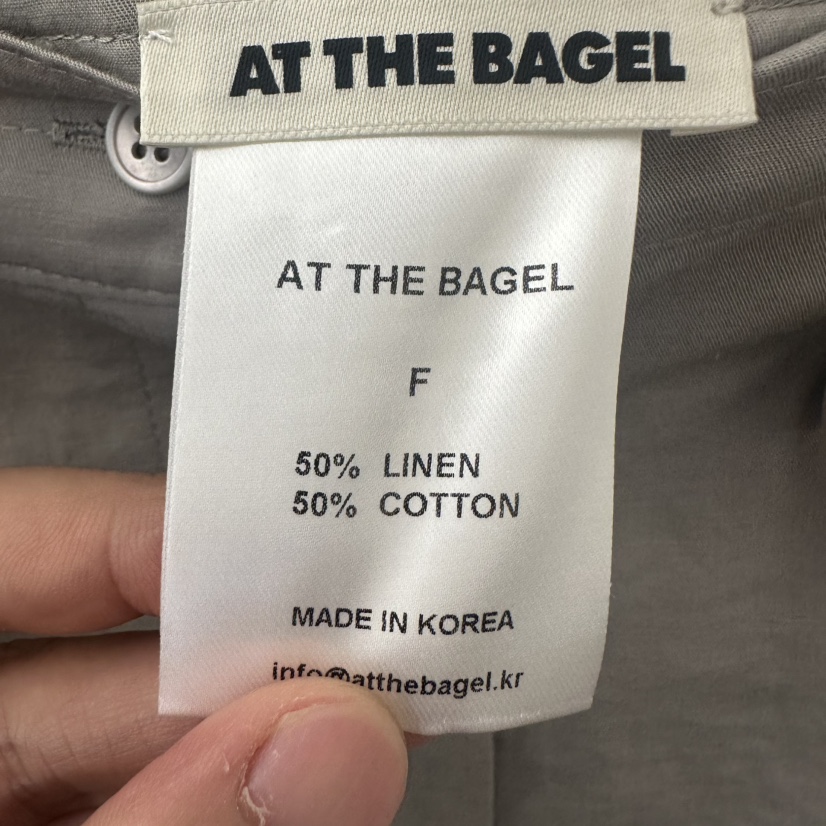 AT THE BAGEL
AT THE BAGEL
F
50% LINEN
50% COTTON
MADE IN KOREA
info@atthebagel.kr